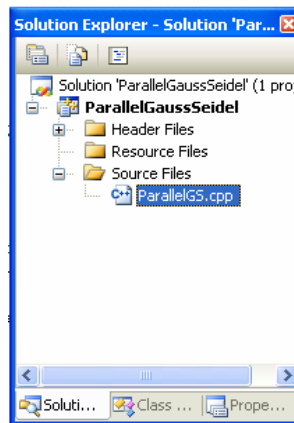 Solution Explorer - Solution 'Par...
Solution 'ParallelGaussSeidel' (1 pro
ParallelGaussSeidel
Header Files
Resource Files
Source Files
ParallelGS.cpp
Soluti... Class ... Prope...